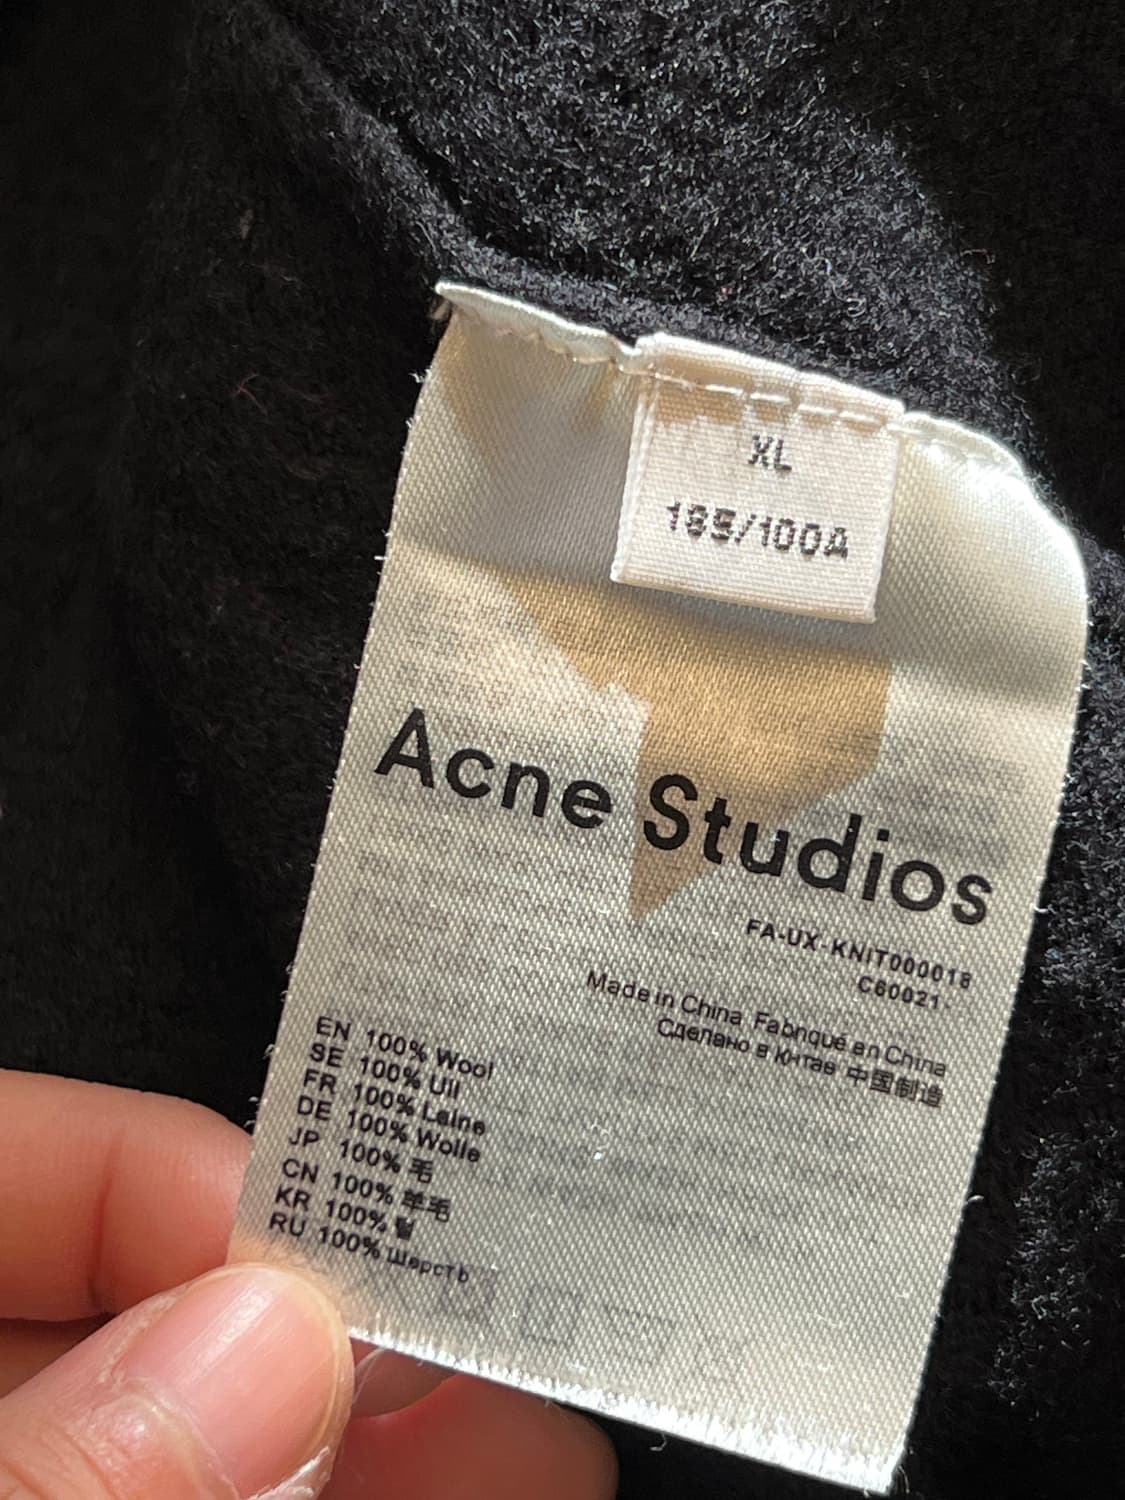 XL
185/100A
Acne Studios
FA-UX-KNIT000018
C60021-
Made in China Fabriqué en China
Сделано в Китае 中国制造
EN 100% Wool
SE 100% Ull
FR 100% Laine
DE 100% Wolle
JP 100% 毛
CN 100% 羊毛
KR 100% 털
RU 100% Шерсть